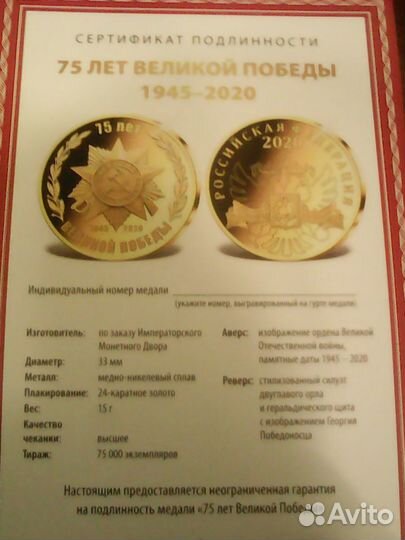 СЕРТИФИКАТ ПОДЛИННОСТИ
75 ЛЕТ ВЕЛИКОЙ ПОБЕДЫ
1945–2020
75 лет
1945 2020
ВЕЛИКОЙ ПОБЕДЫ
РОССИЙСКАЯ ФЕДЕРАЦИЯ
2020
Индивидуальный номер медали
(укажите номер, выгравированный на гурте медали)
Изготовитель: по заказу Императорского
Монетного Двора
Диаметр: 33 мм
Металл: медно-никелевый сплав
Плакирование: 24-каратное золото
Вес: 15 г
Качество
чеканки: высшее
Тираж: 75 000 экземпляров
Аверс: изображение ордена Великой
Отечественной войны,
памятные даты 1945 – 2020
Реверс: стилизованный силуэт
двуглавого орла
и геральдического щита
с изображением Георгия
Победоносца
Настоящим предоставляется неограниченная гарантия
на подлинность медали «75 лет Великой Победы»
Avito